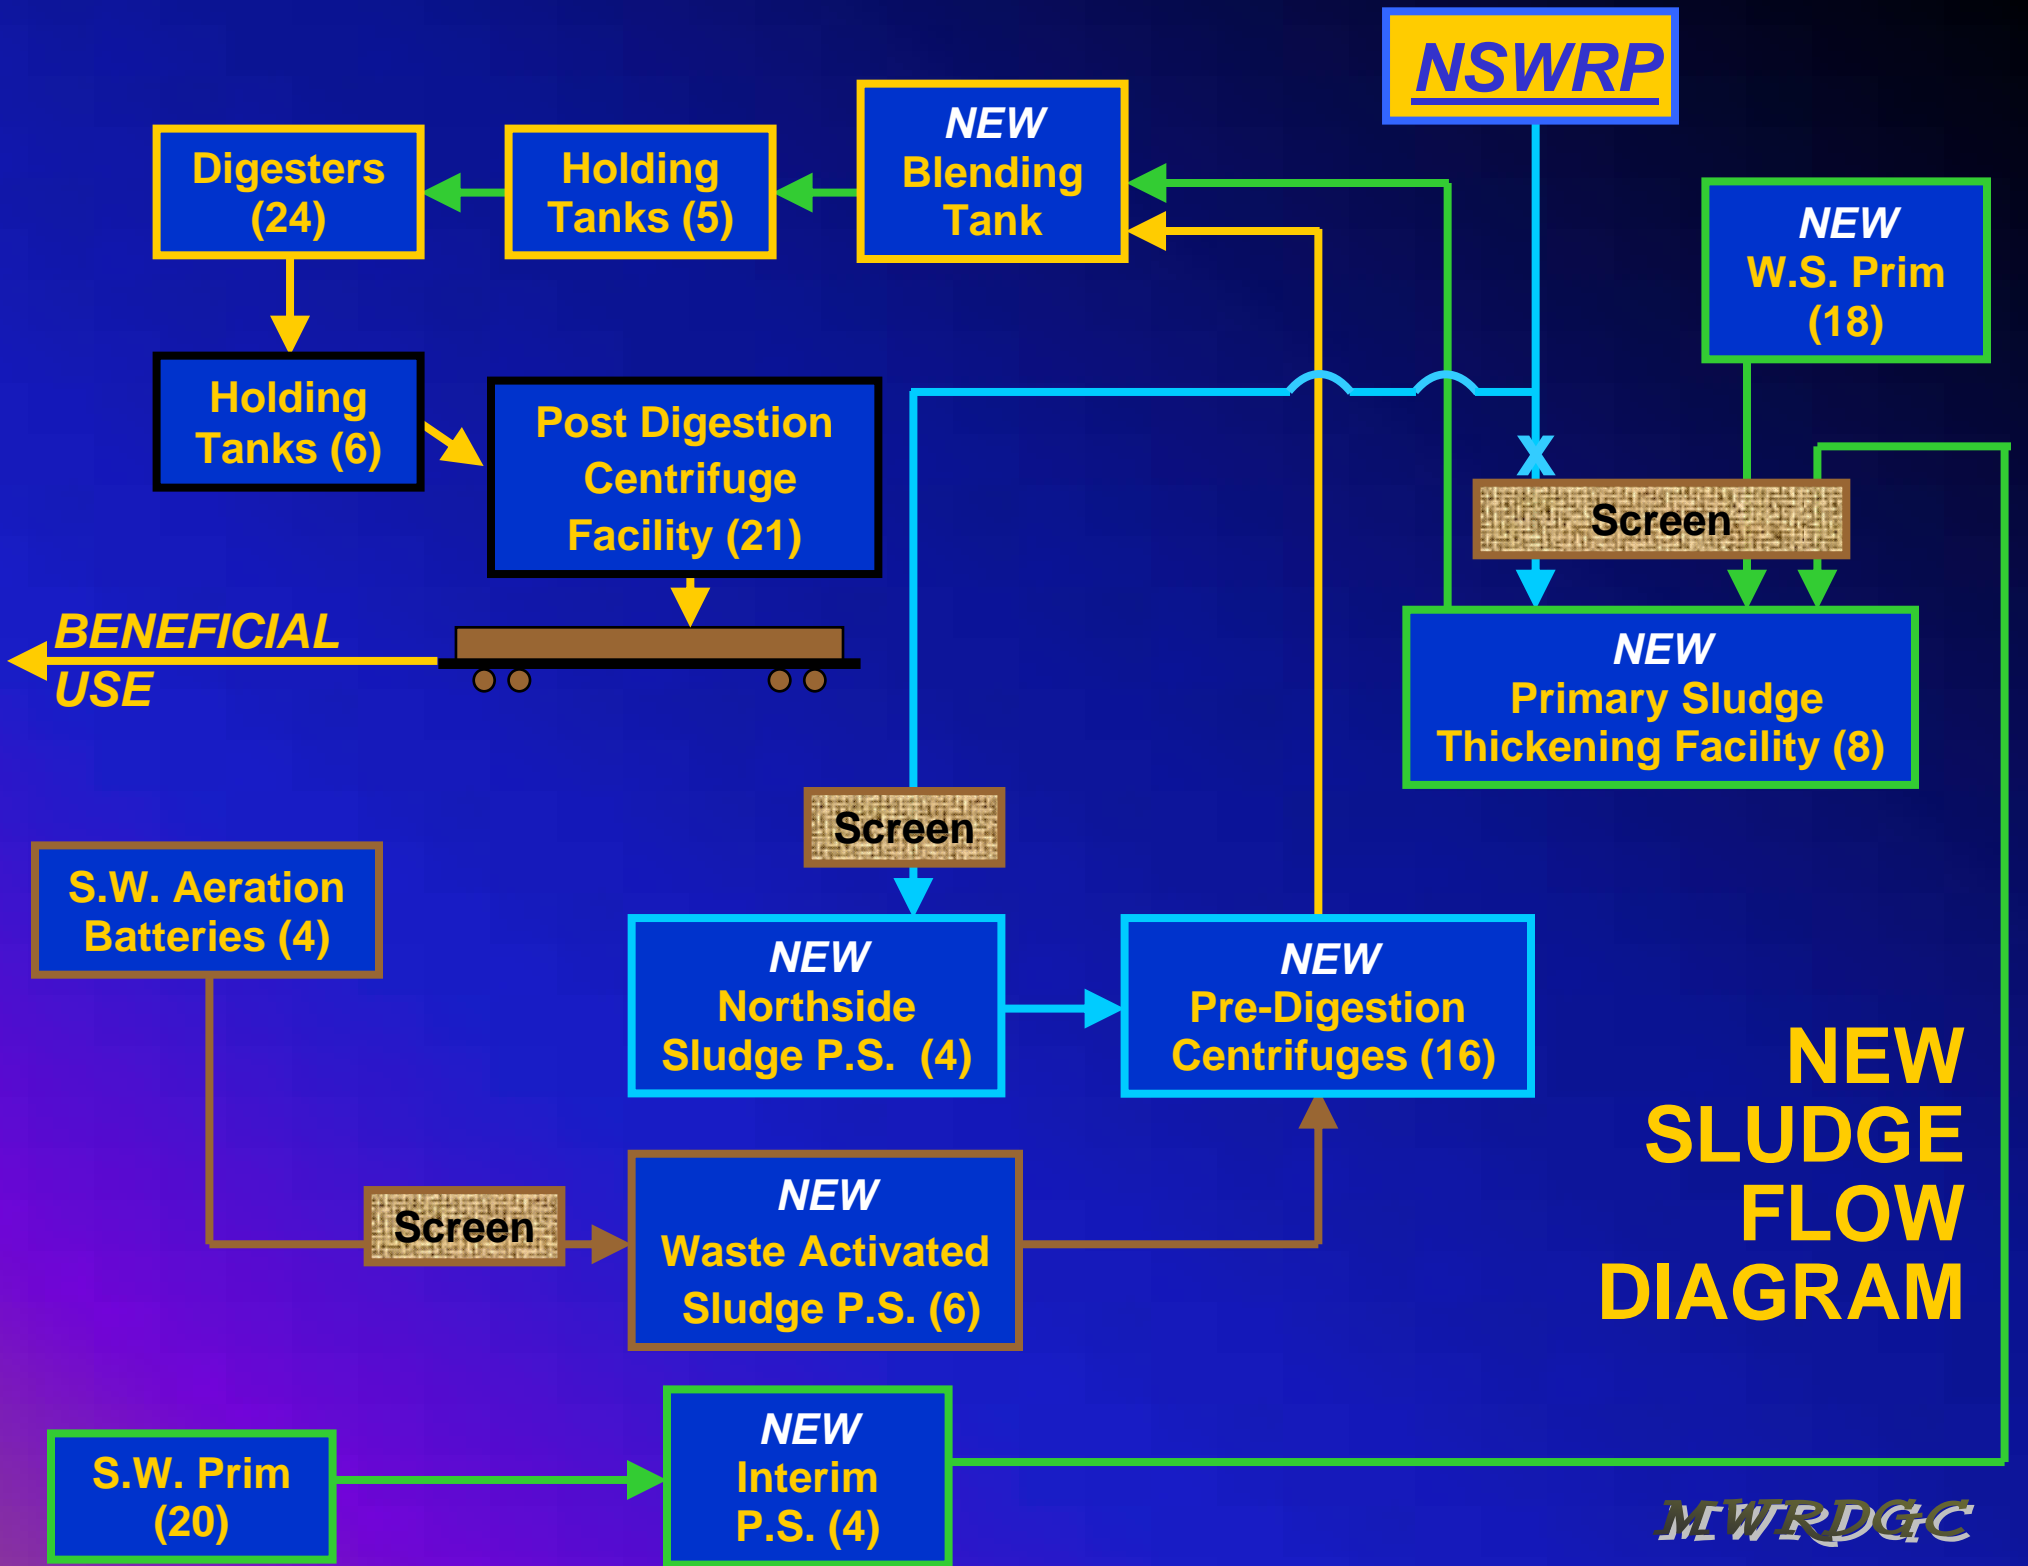 NSWRP
NEW
Blending
Tank
Holding
Tanks (5)
Digesters
(24)
NEW
W.S. Prim
(18)
Holding
Tanks (6)
Post Digestion
Centrifuge
Facility (21)
X
Screen
BENEFICIAL
USE
NEW
Primary Sludge
Thickening Facility (8)
Screen
S.W. Aeration
Batteries (4)
NEW
Northside
Sludge P.S. (4)
NEW
Pre-Digestion
Centrifuges (16)
NEW
SLUDGE
FLOW
DIAGRAM
Screen
NEW
Waste Activated
Sludge P.S. (6)
S.W. Prim
(20)
NEW
Interim
P.S. (4)
MWRDGC